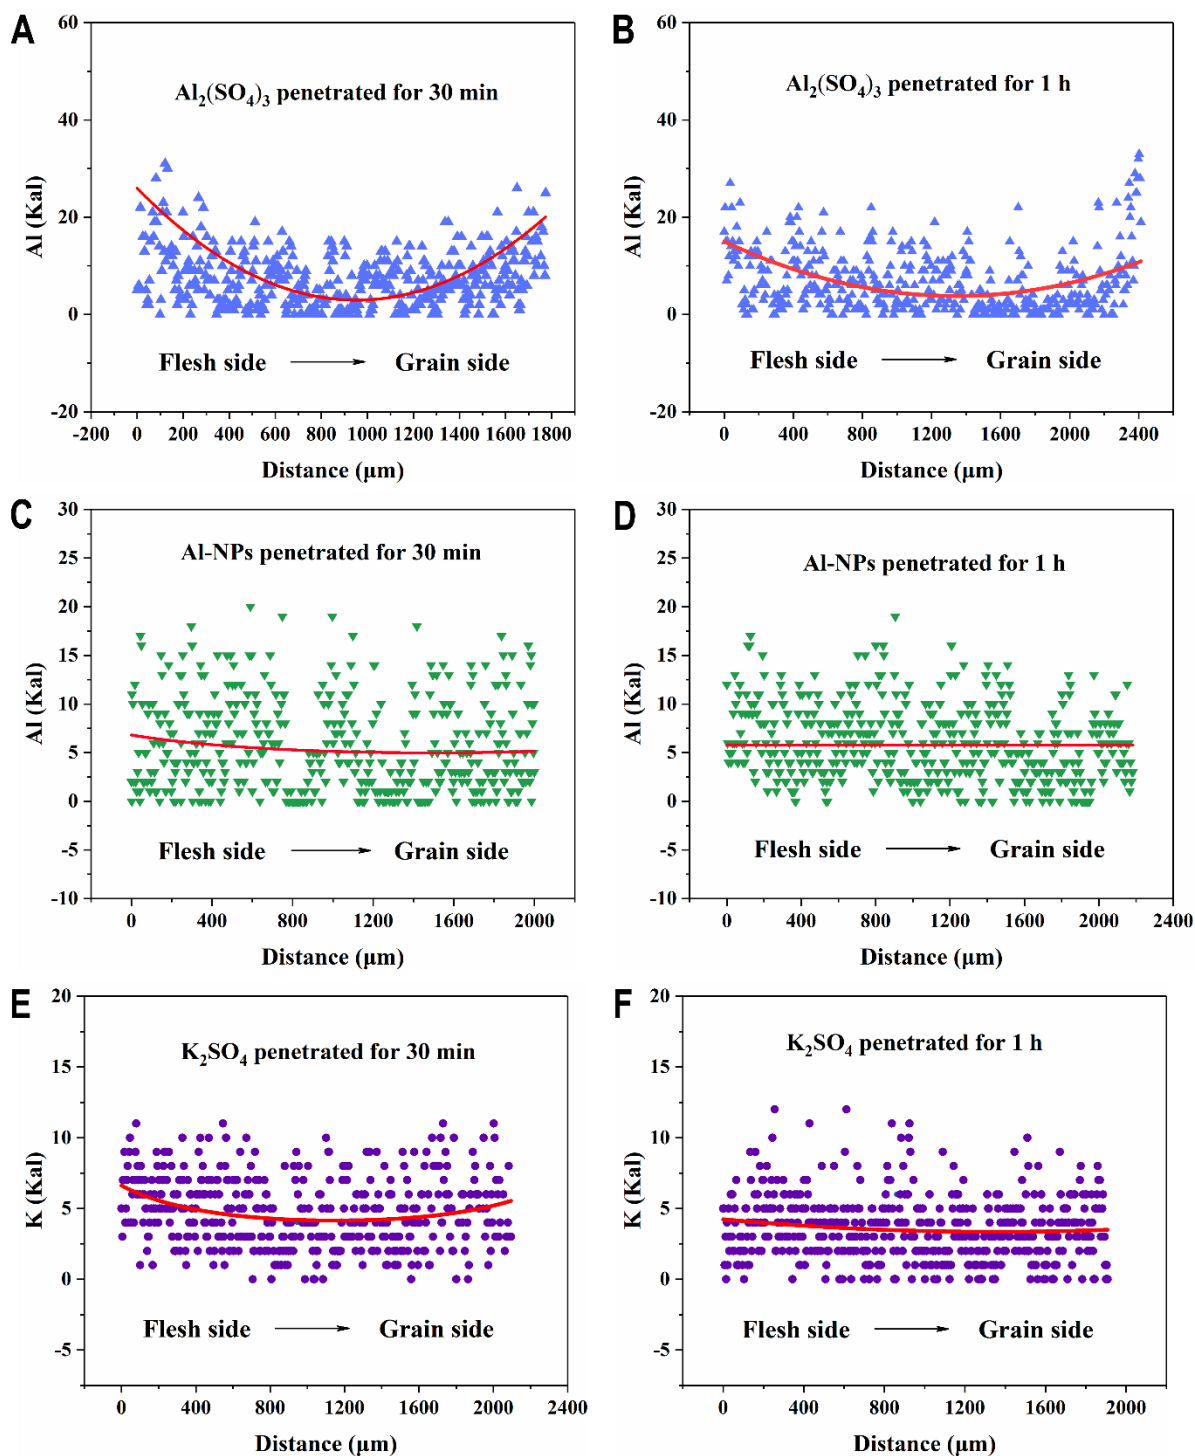 A
60
40
20
0
-20
Al (Kal)
Al₂(SO₄)₃ penetrated for 30 min
Flesh side
Grain side
-200 0 200 400 600 800 1000 1200 1400 1600 1800
Distance (μm)
B
60
40
20
0
-20
Al (Kal)
Al₂(SO₄)₃ penetrated for 1 h
Flesh side
Grain side
0 400 800 1200 1600 2000 2400
Distance (μm)
C
30
25
20
15
10
5
0
-5
-10
Al (Kal)
Al-NPs penetrated for 30 min
Flesh side
Grain side
0 400 800 1200 1600 2000
Distance (μm)
D
30
25
20
15
10
5
0
-5
-10
Al (Kal)
Al-NPs penetrated for 1 h
Flesh side
Grain side
0 400 800 1200 1600 2000 2400
Distance (μm)
E
20
15
10
5
0
-5
K (Kal)
K₂SO₄ penetrated for 30 min
Flesh side
Grain side
0 400 800 1200 1600 2000 2400
Distance (μm)
F
20
15
10
5
0
-5
K (Kal)
K₂SO₄ penetrated for 1 h
Flesh side
Grain side
0 400 800 1200 1600 2000
Distance (μm)